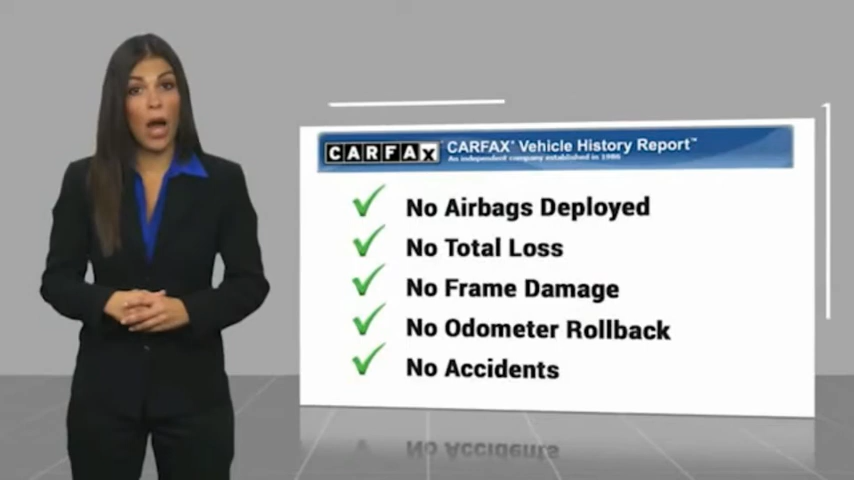 CARFAX CARFAX® Vehicle History Report™
An independent company established in 1986
No Airbags Deployed
No Total Loss
No Frame Damage
No Odometer Rollback
No Accidents